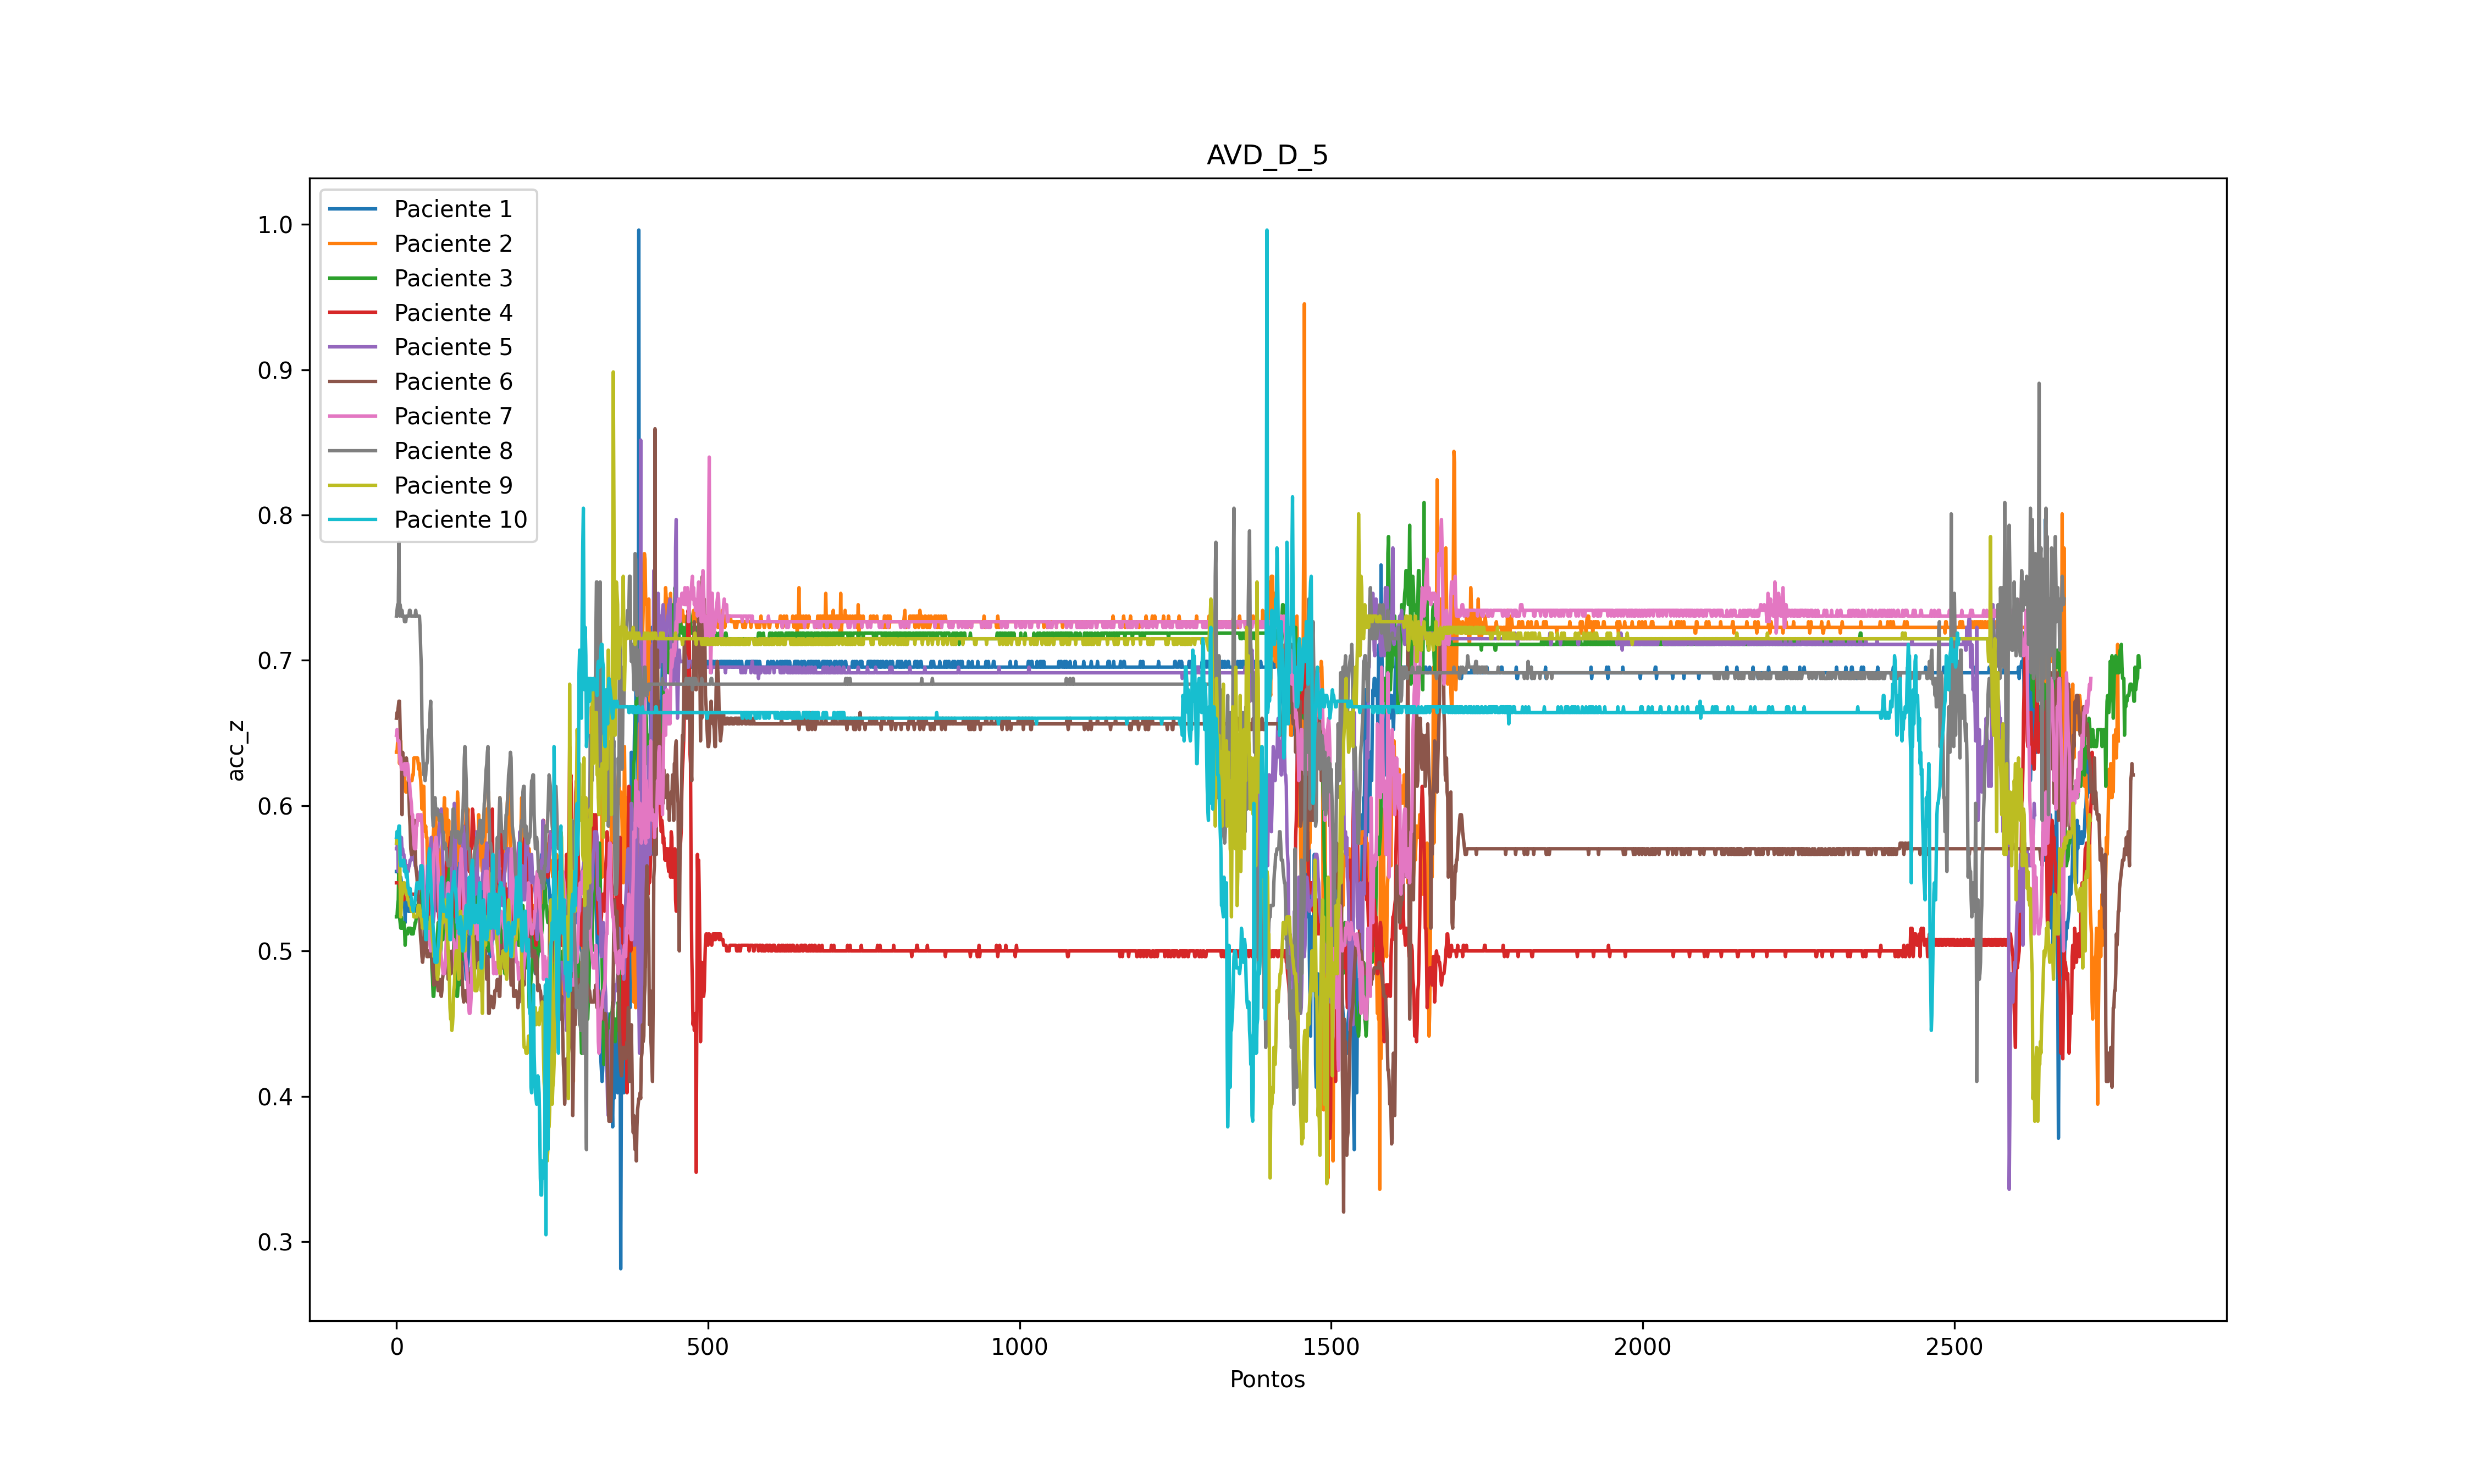 AVD_D_5
Paciente 1
Paciente 2
Paciente 3
Paciente 4
Paciente 5
Paciente 6
Paciente 7
Paciente 8
Paciente 9
Paciente 10
1.0
0.9
0.8
0.7
0.6
0.5
0.4
0.3
acc_z
0 500 1000 1500 2000 2500
Pontos